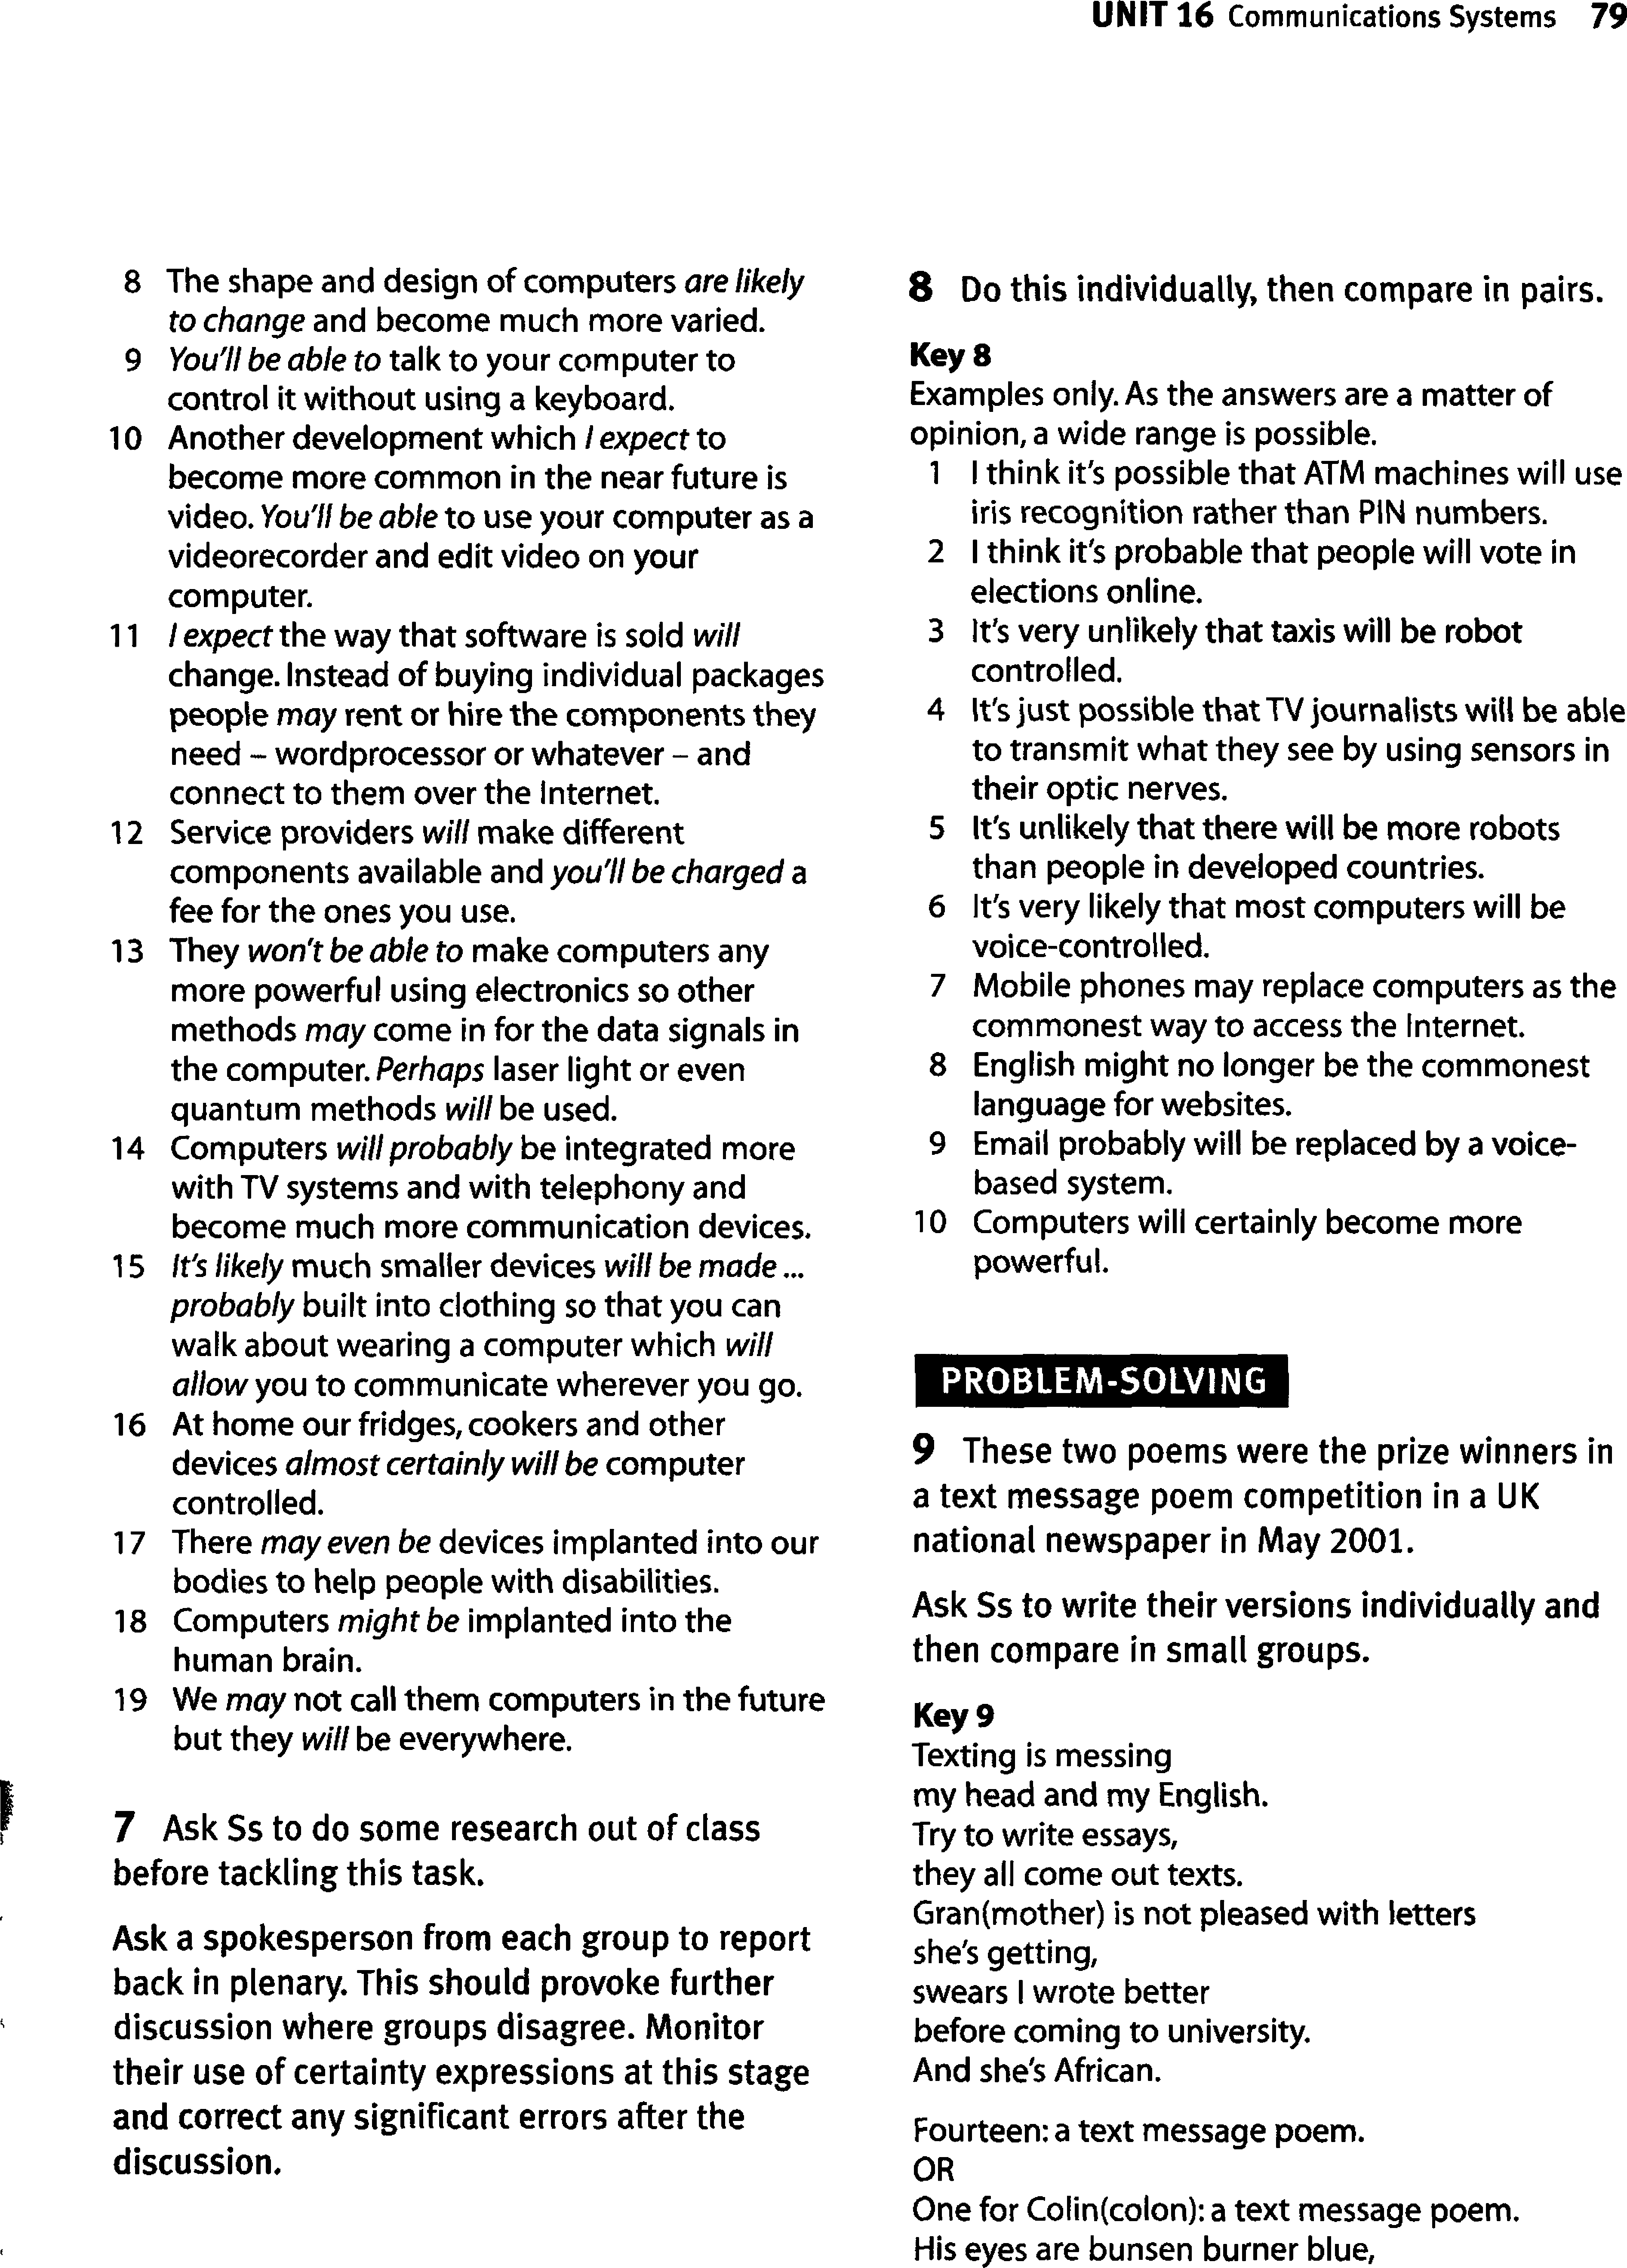 UNIT 16 Communications Systems 79
8 The shape and design of computers are likely
to change and become much more varied.
9 You'll be able to talk to your computer to
control it without using a keyboard.
10 Another development which I expect to
become more common in the near future is
video. You'll be able to use your computer as a
videorecorder and edit video on your
computer.
11 I expect the way that software is sold will
change. Instead of buying individual packages
people may rent or hire the components they
need – wordprocessor or whatever – and
connect to them over the Internet.
12 Service providers will make different
components available and you'll be charged a
fee for the ones you use.
13 They won't be able to make computers any
more powerful using electronics so other
methods may come in for the data signals in
the computer. Perhaps laser light or even
quantum methods will be used.
14 Computers will probably be integrated more
with TV systems and with telephony and
become much more communication devices.
15 It's likely much smaller devices will be made ...
probably built into clothing so that you can
walk about wearing a computer which will
allow you to communicate wherever you go.
16 At home our fridges, cookers and other
devices almost certainly will be computer
controlled.
17 There may even be devices implanted into our
bodies to help people with disabilities.
18 Computers might be implanted into the
human brain.
19 We may not call them computers in the future
but they will be everywhere.
7 Ask Ss to do some research out of class
before tackling this task.
Ask a spokesperson from each group to report
back in plenary. This should provoke further
discussion where groups disagree. Monitor
their use of certainty expressions at this stage
and correct any significant errors after the
discussion.
8 Do this individually, then compare in pairs.
Key 8
Examples only. As the answers are a matter of
opinion, a wide range is possible.
1 I think it's possible that ATM machines will use
iris recognition rather than PIN numbers.
2 I think it's probable that people will vote in
elections online.
3 It's very unlikely that taxis will be robot
controlled.
4 It's just possible that TV journalists will be able
to transmit what they see by using sensors in
their optic nerves.
5 It's unlikely that there will be more robots
than people in developed countries.
6 It's very likely that most computers will be
voice-controlled.
7 Mobile phones may replace computers as the
commonest way to access the Internet.
8 English might no longer be the commonest
language for websites.
9 Email probably will be replaced by a voice-
based system.
10 Computers will certainly become more
powerful.
PROBLEM-SOLVING
9 These two poems were the prize winners in
a text message poem competition in a UK
national newspaper in May 2001.
Ask Ss to write their versions individually and
then compare in small groups.
Key 9
Texting is messing
my head and my English.
Try to write essays,
they all come out texts.
Gran(mother) is not pleased with letters
she's getting,
swears I wrote better
before coming to university.
And she's African.
Fourteen: a text message poem.
OR
One for Colin(colon): a text message poem.
His eyes are bunsen burner blue,